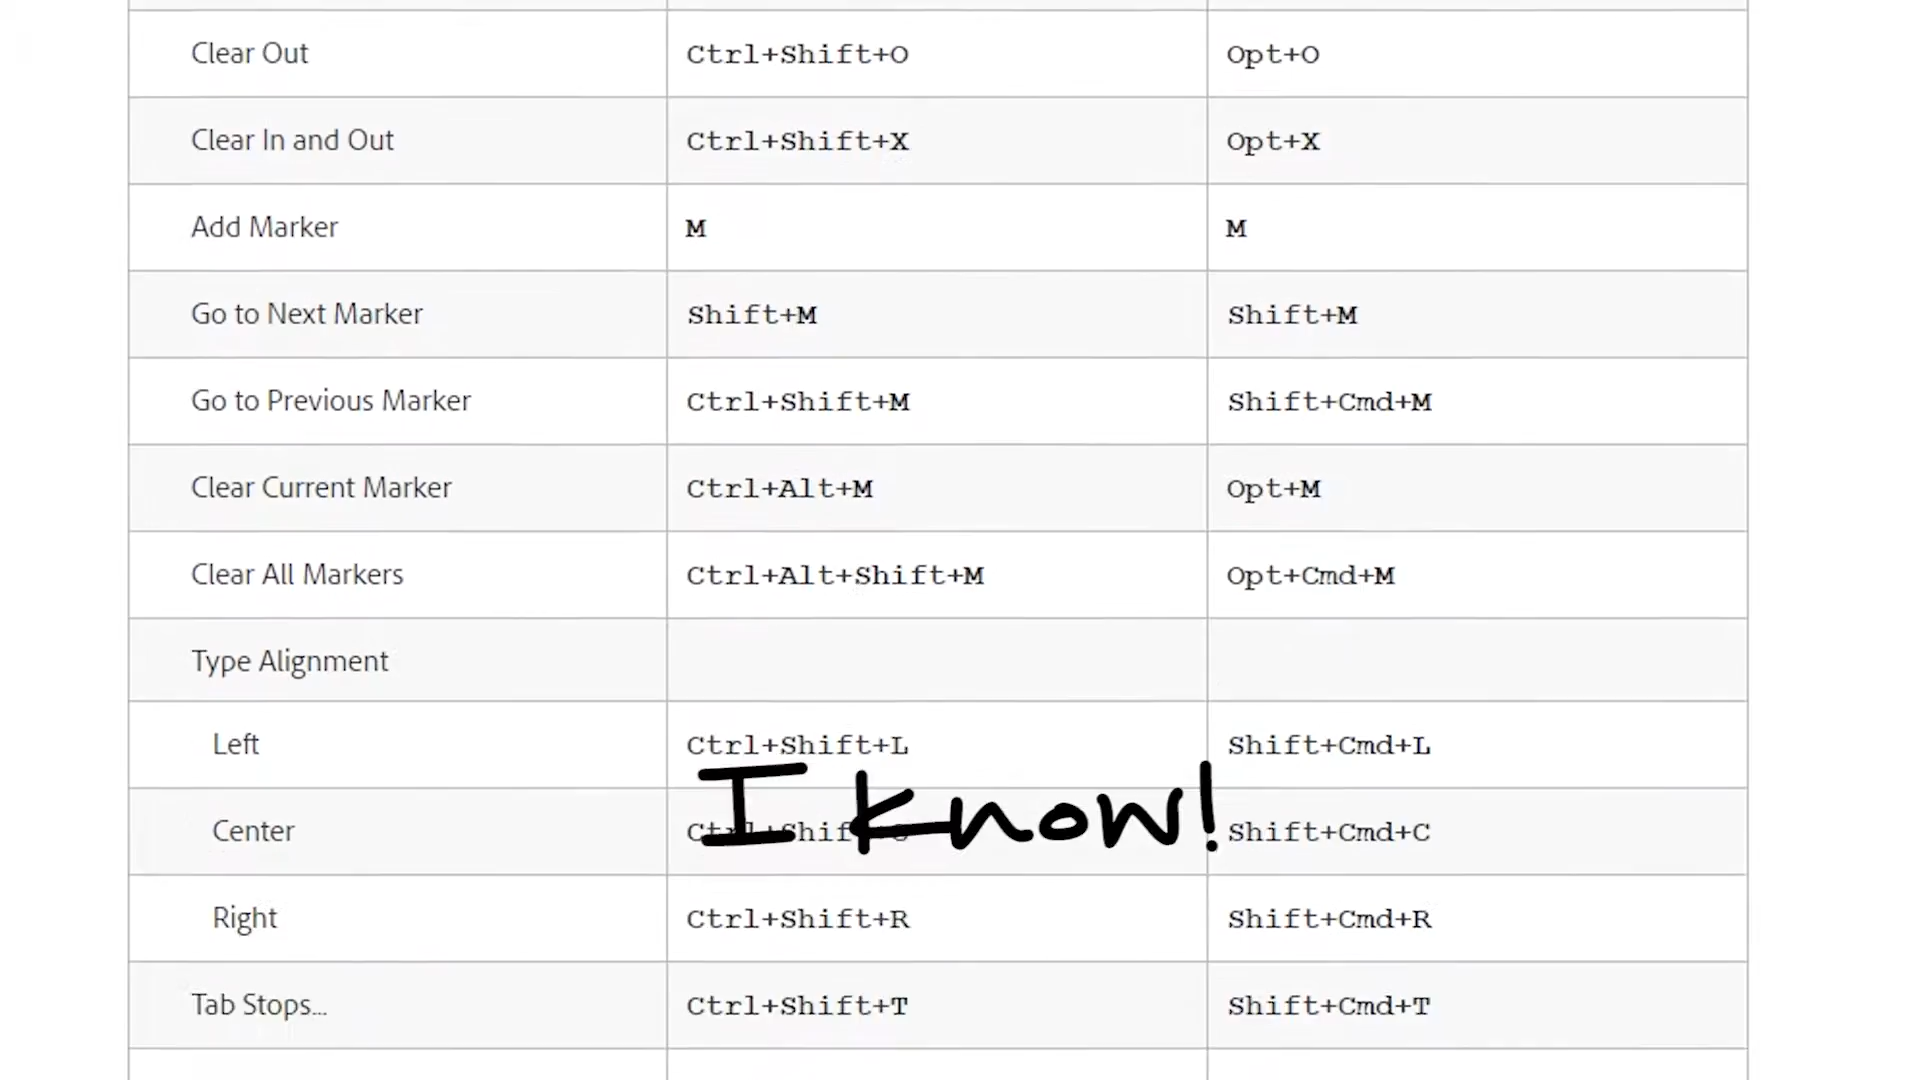 Clear Out Ctrl+Shift+O Opt+O
Clear In and Out Ctrl+Shift+X Opt+X
Add Marker M M
Go to Next Marker Shift+M Shift+M
Go to Previous Marker Ctrl+Shift+M Shift+Cmd+M
Clear Current Marker Ctrl+Alt+M Opt+M
Clear All Markers Ctrl+Alt+Shift+M Opt+Cmd+M
Type Alignment
Left Ctrl+Shift+L Shift+Cmd+L
I know!
Center Shift+Cmd+C
Right Ctrl+Shift+R Shift+Cmd+R
Tab Stops... Ctrl+Shift+T Shift+Cmd+T